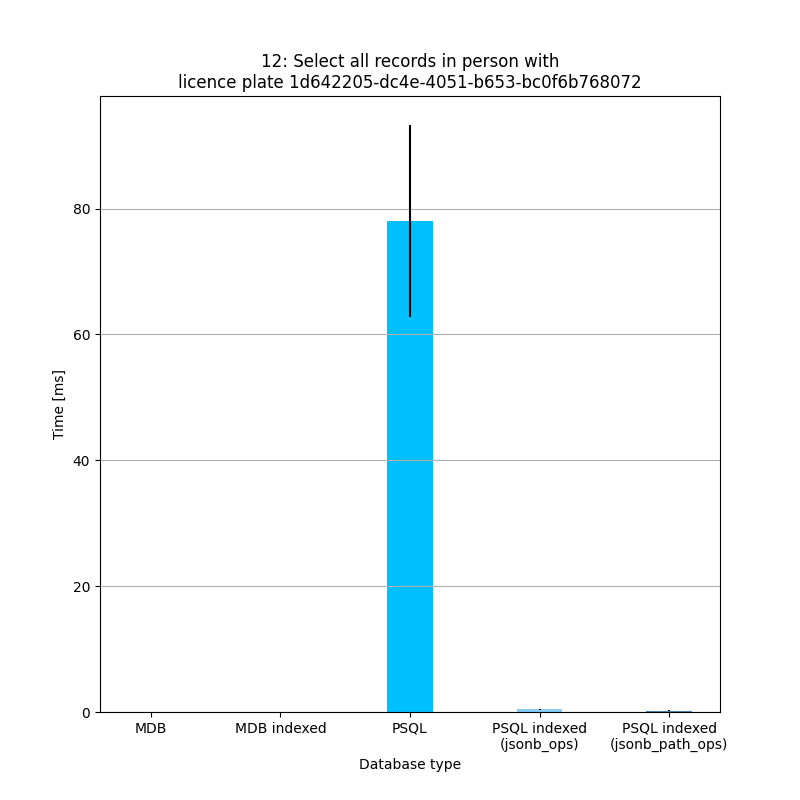 12: Select all records in person with
licence plate 1d642205-dc4e-4051-b653-bc0f6b768072
Time [ms]
80
60
40
20
0
MDB
MDB indexed
PSQL
PSQL indexed
(jsonb_ops)
PSQL indexed
(jsonb_path_ops)
Database type